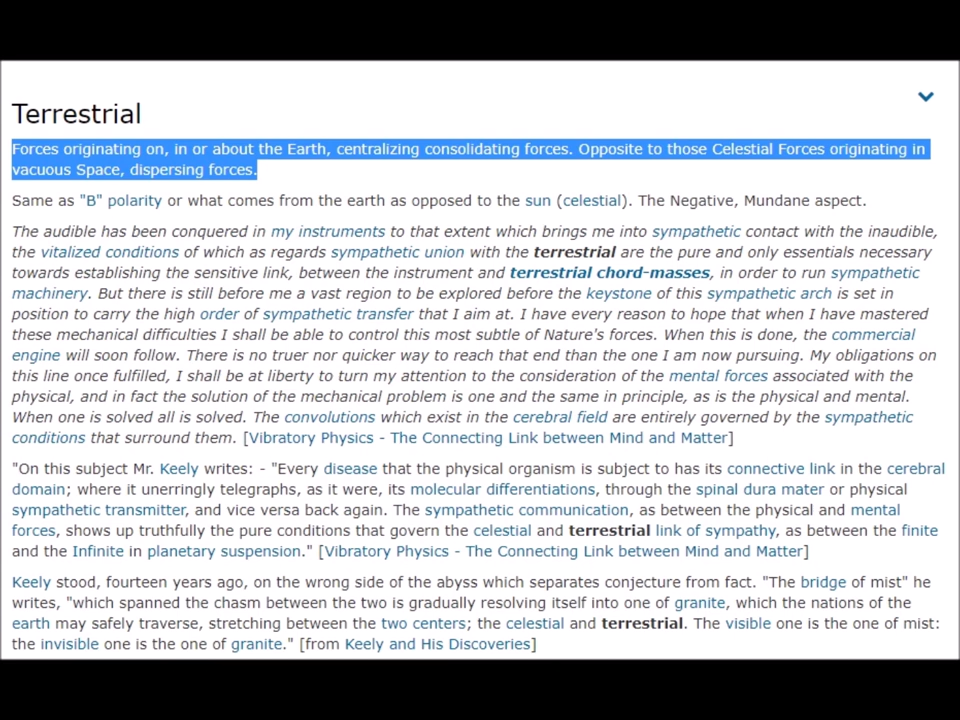 Terrestrial
Forces originating on, in or about the Earth, centralizing consolidating forces. Opposite to those Celestial Forces originating in
vacuous Space, dispersing forces.
Same as "B" polarity or what comes from the earth as opposed to the sun (celestial). The Negative, Mundane aspect.
The audible has been conquered in my instruments to that extent which brings me into sympathetic contact with the inaudible,
the vitalized conditions of which as regards sympathetic union with the terrestrial are the pure and only essentials necessary
towards establishing the sensitive link, between the instrument and terrestrial chord-masses, in order to run sympathetic
machinery. But there is still before me a vast region to be explored before the keystone of this sympathetic arch is set in
position to carry the high order of sympathetic transfer that I aim at. I have every reason to hope that when I have mastered
these mechanical difficulties I shall be able to control this most subtle of Nature's forces. When this is done, the commercial
engine will soon follow. There is no truer nor quicker way to reach that end than the one I am now pursuing. My obligations on
this line once fulfilled, I shall be at liberty to turn my attention to the consideration of the mental forces associated with the
physical, and in fact the solution of the mechanical problem is one and the same in principle, as is the physical and mental.
When one is solved all is solved. The convolutions which exist in the cerebral field are entirely governed by the sympathetic
conditions that surround them. [Vibratory Physics - The Connecting Link between Mind and Matter]
"On this subject Mr. Keely writes: - "Every disease that the physical organism is subject to has its connective link in the cerebral
domain; where it unerringly telegraphs, as it were, its molecular differentiations, through the spinal dura mater or physical
sympathetic transmitter, and vice versa back again. The sympathetic communication, as between the physical and mental
forces, shows up truthfully the pure conditions that govern the celestial and terrestrial link of sympathy, as between the finite
and the Infinite in planetary suspension." [Vibratory Physics - The Connecting Link between Mind and Matter]
Keely stood, fourteen years ago, on the wrong side of the abyss which separates conjecture from fact. "The bridge of mist" he
writes, "which spanned the chasm between the two is gradually resolving itself into one of granite, which the nations of the
earth may safely traverse, stretching between the two centers; the celestial and terrestrial. The visible one is the one of mist:
the invisible one is the one of granite." [from Keely and His Discoveries]